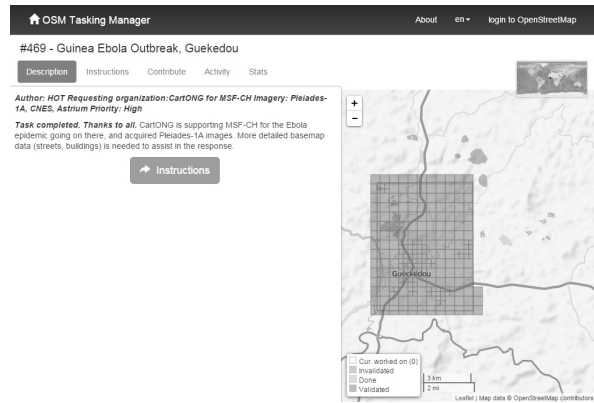 OSM Tasking Manager
About en login to OpenStreetMap
#469 - Guinea Ebola Outbreak, Guekedou
Description Instructions Contribute Activity Stats
Author: HOT Requesting organization:CartONG for MSF-CH Imagery: Pleiades-
1A, CNES, Astrium Priority: High
Task completed. Thanks to all. CartONG is supporting MSF-CH for the Ebola
epidemic going on there, and acquired Pleiades-1A images. More detailed basemap
data (streets, buildings) is needed to assist in the response.
Instructions
+
−
Guéckédou
Cur. worked on (0)
Invalidated
Done
Validated
3 km
2 mi
Leaflet | Map data © OpenStreetMap contributors